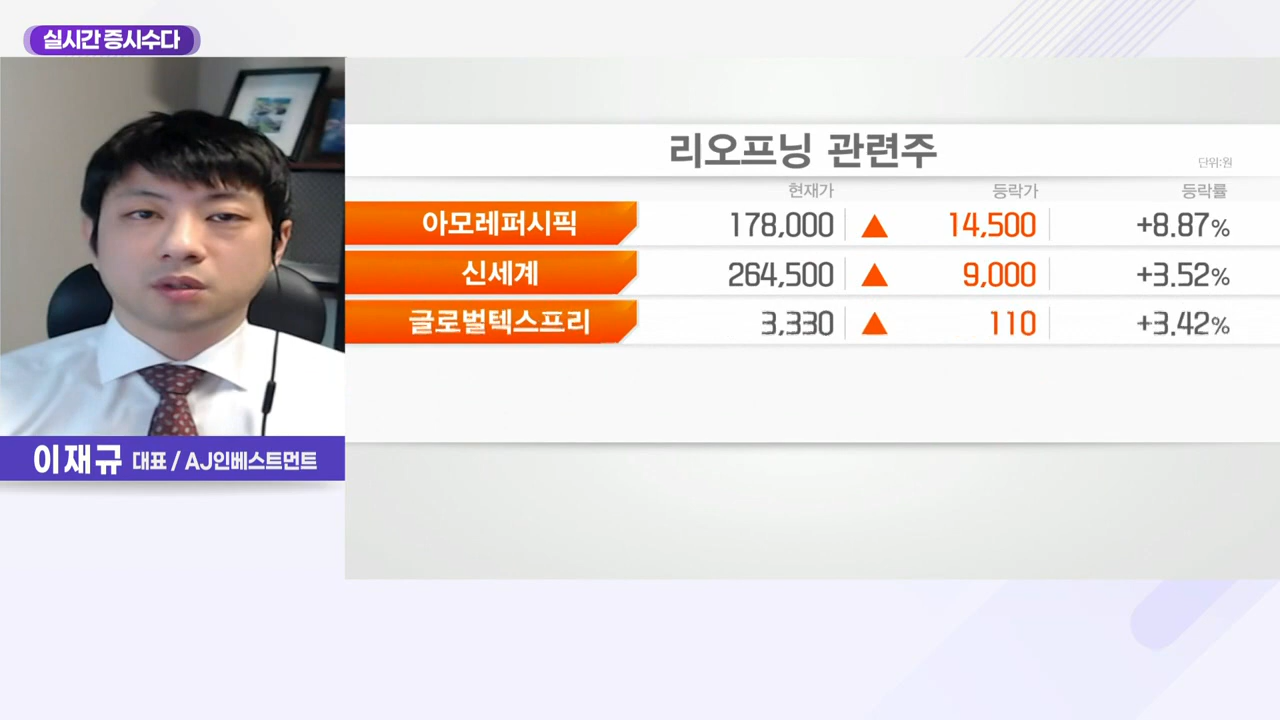 실시간 증시수다
리오프닝 관련주
단위:원
현재가 등락가 등락률
아모레퍼시픽 178,000 ▲ 14,500 +8.87%
신세계 264,500 ▲ 9,000 +3.52%
글로벌텍스프리 3,330 ▲ 110 +3.42%
이재규 대표 / AJ인베스트먼트